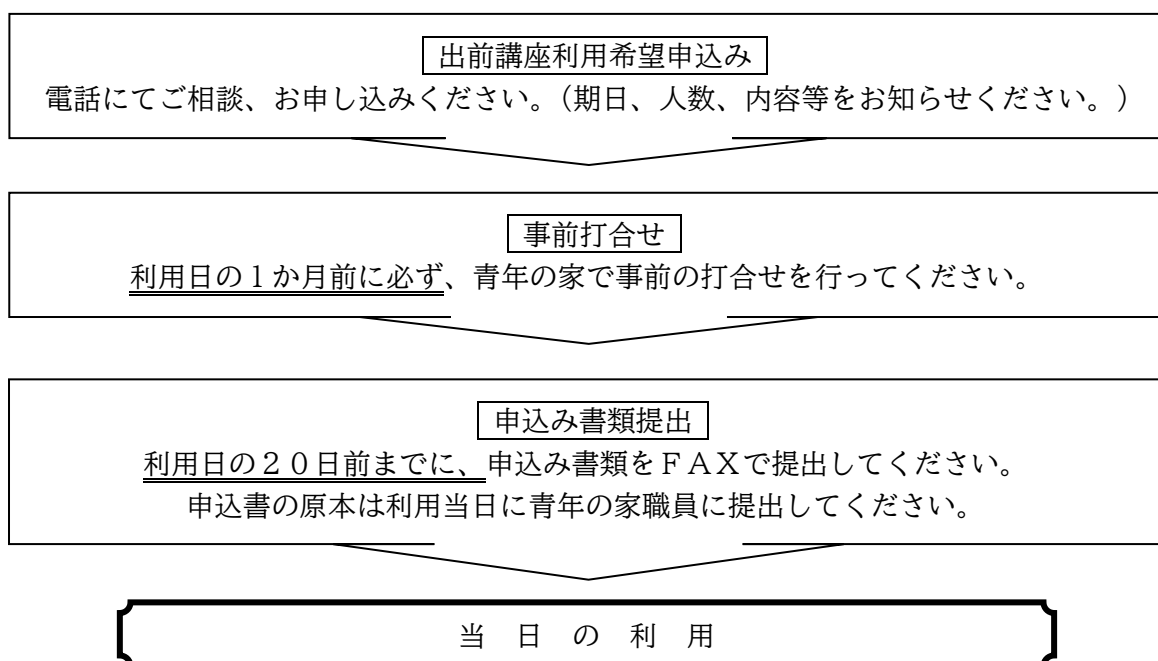 出前講座利用希望申込み
電話にてご相談、お申し込みください。（期日、人数、内容等をお知らせください。）
事前打合せ
利用日の１か月前に必ず、青年の家で事前の打合せを行ってください。
申込み書類提出
利用日の２０日前までに、申込み書類をＦＡＸで提出してください。
申込書の原本は利用当日に青年の家職員に提出してください。
当　日　の　利　用